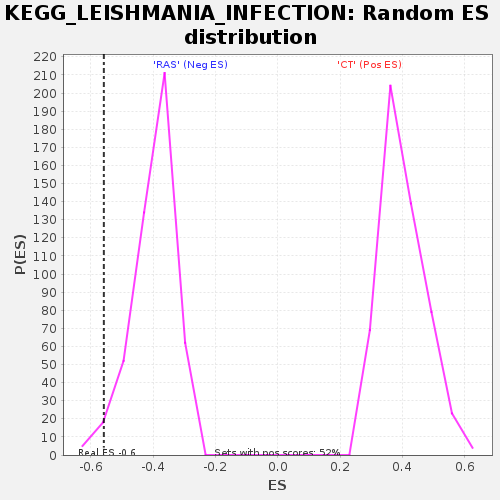 KEGG_LEISHMANIA_INFECTION: Random ES
distribution
'RAS' (Neg ES)
'CT' (Pos ES)
P(ES)
220
210
200
190
180
170
160
150
140
130
120
110
100
90
80
70
60
50
40
30
20
10
0
Real ES -0.6
Sets with pos scores: 52%
-0.6 -0.4 -0.2 0.0 0.2 0.4 0.6
ES